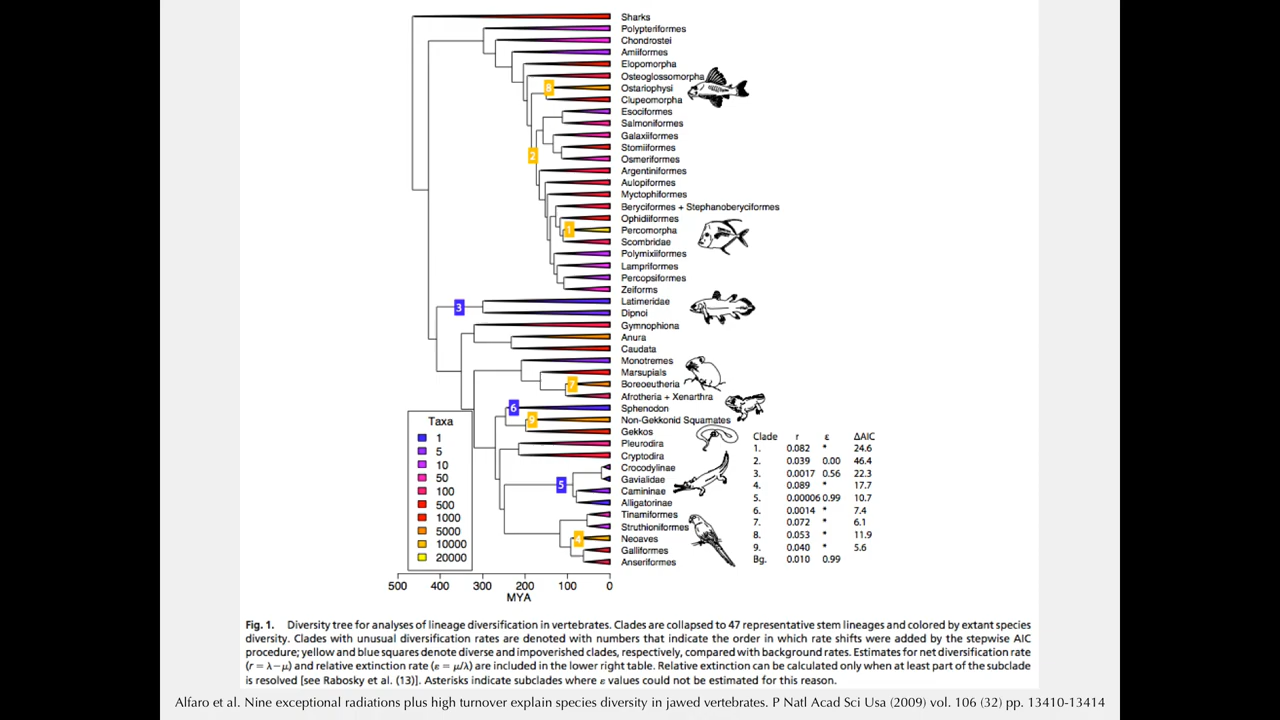 Sharks
Polypteriformes
Chondrostei
Amiiformes
Elopomorpha
Osteoglossomorpha
8 Ostariophysi
Clupeomorpha
Esociformes
Salmoniformes
Galaxiiformes
Stomiiformes
2
Osmeriformes
Argentiniformes
Aulopiformes
Myctophiformes
Beryciformes + Stephanoberyciformes
Ophidiiformes
1 Percomorpha
Scombridae
Polymixiiformes
Lampriformes
Percopsiformes
Zeiforms
Latimeridae
3
Dipnoi
Gymnophiona
Anura
Caudata
Monotremes
Marsupials
7 Boreoeutheria
Afrotheria + Xenarthra
6 Sphenodon
9 Non-Gekkonid Squamates
Gekkos
Pleurodira
Cryptodira
Crocodylinae
Gavialidae
5 Camininae
Alligatorinae
Tinamiformes
Struthioniformes
4 Neoaves
Galliformes
Anseriformes
Taxa
1
5
10
50
100
500
1000
5000
10000
20000
500 400 300 200 100 0
MYA
Clade r ε ΔAIC
1. 0.082 * 24.6
2. 0.039 0.00 46.4
3. 0.0017 0.56 22.3
4. 0.089 * 17.7
5. 0.00006 0.99 10.7
6. 0.0014 * 7.4
7. 0.072 * 6.1
8. 0.053 * 11.9
9. 0.040 * 5.6
Bg. 0.010 0.99
Fig. 1. Diversity tree for analyses of lineage diversification in vertebrates. Clades are collapsed to 47 representative stem lineages and colored by extant species
diversity. Clades with unusual diversification rates are denoted with numbers that indicate the order in which rate shifts were added by the stepwise AIC
procedure; yellow and blue squares denote diverse and impoverished clades, respectively, compared with background rates. Estimates for net diversification rate
(r = λ−μ) and relative extinction rate (ε = μ/λ) are included in the lower right table. Relative extinction can be calculated only when at least part of the subclade
is resolved [see Rabosky et al. (13)]. Asterisks indicate subclades where ε values could not be estimated for this reason.
Alfaro et al. Nine exceptional radiations plus high turnover explain species diversity in jawed vertebrates. P Natl Acad Sci Usa (2009) vol. 106 (32) pp. 13410-13414